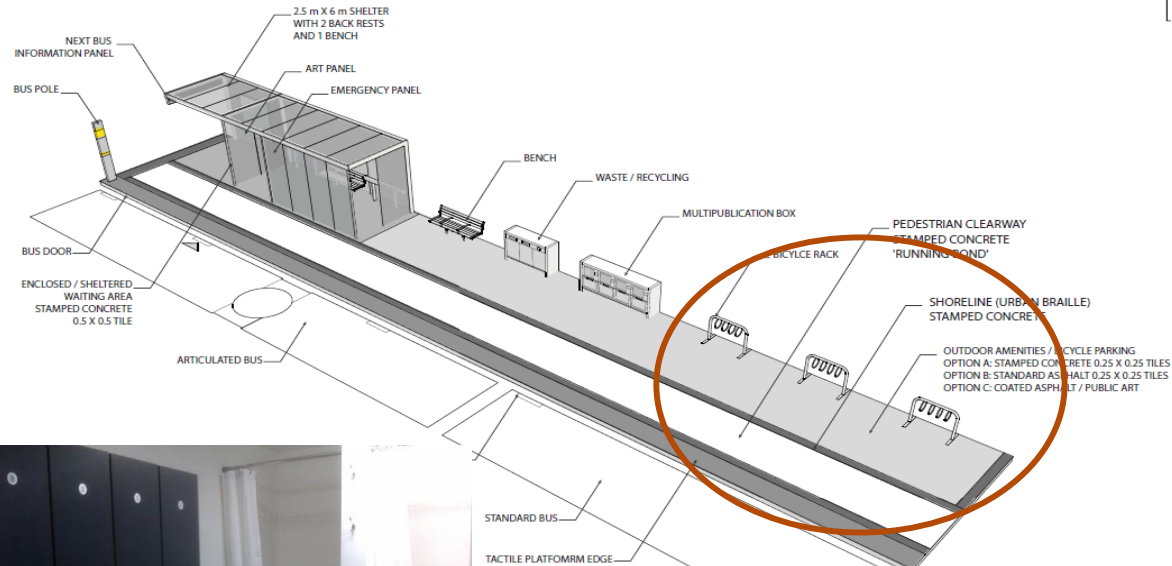 2.5 m X 6 m SHELTER
WITH 2 BACK RESTS
AND 1 BENCH
NEXT BUS
INFORMATION PANEL
ART PANEL
BUS POLE
EMERGENCY PANEL
BENCH
WASTE / RECYCLING
MULTIPUBLICATION BOX
PEDESTRIAN CLEARWAY
STAMPED CONCRETE
'RUNNING BOND'
BICYLCE RACK
BUS DOOR
ENCLOSED / SHELTERED
WAITING AREA
STAMPED CONCRETE
0.5 X 0.5 TILE
SHORELINE (URBAN BRAILLE)
STAMPED CONCRETE
ARTICULATED BUS
OUTDOOR AMENITIES / BICYCLE PARKING
OPTION A: STAMPED CONCRETE 0.25 X 0.25 TILES
OPTION B: STANDARD ASPHALT 0.25 X 0.25 TILES
OPTION C: COATED ASPHALT / PUBLIC ART
STANDARD BUS
TACTILE PLATFOMRM EDGE